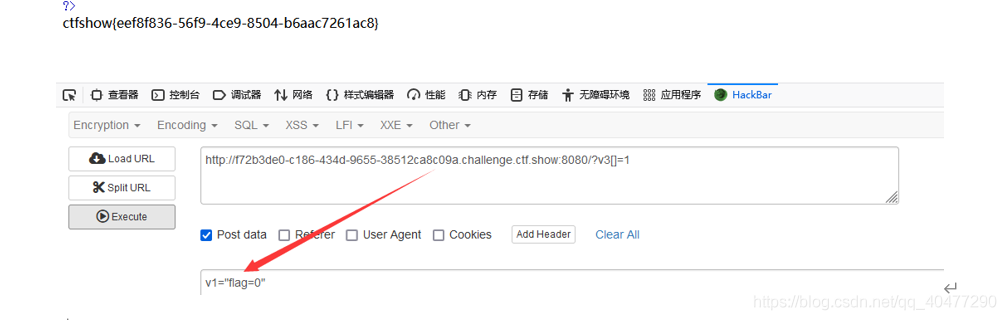 ?>
ctfshow{eef8f836-56f9-4ce9-8504-b6aac7261ac8}
查看器 控制台 调试器 网络 样式编辑器 性能 内存 存储 无障碍环境 应用程序 HackBar
Encryption Encoding SQL XSS LFI XXE Other
Load URL
http://f72b3de0-c186-434d-9655-38512ca8c09a.challenge.ctf.show:8080/?v3[]=1
Split URL
Execute
Post data Referer User Agent Cookies Add Header Clear All
v1="flag=0"
https://blog.csdn.net/qq_40477290